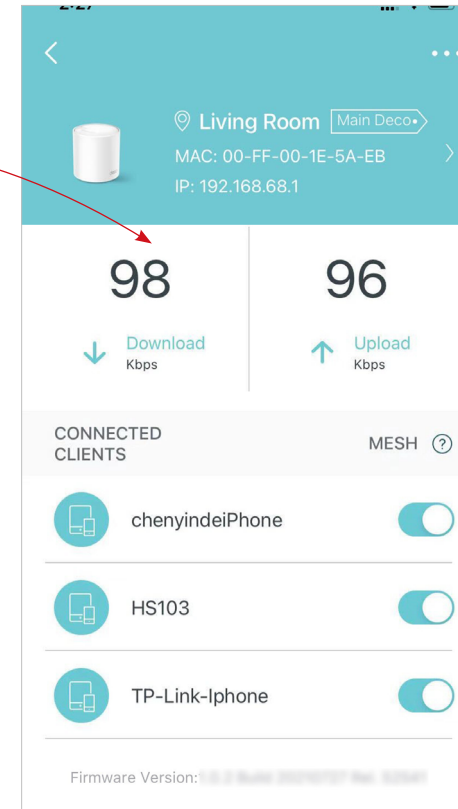 Living Room Main Deco
MAC: 00-FF-00-1E-5A-EB
IP: 192.168.68.1
98 96
Download Upload
Kbps Kbps
CONNECTED
CLIENTS
MESH ?
chenyindeiPhone
HS103
TP-Link-Iphone
Firmware Version: